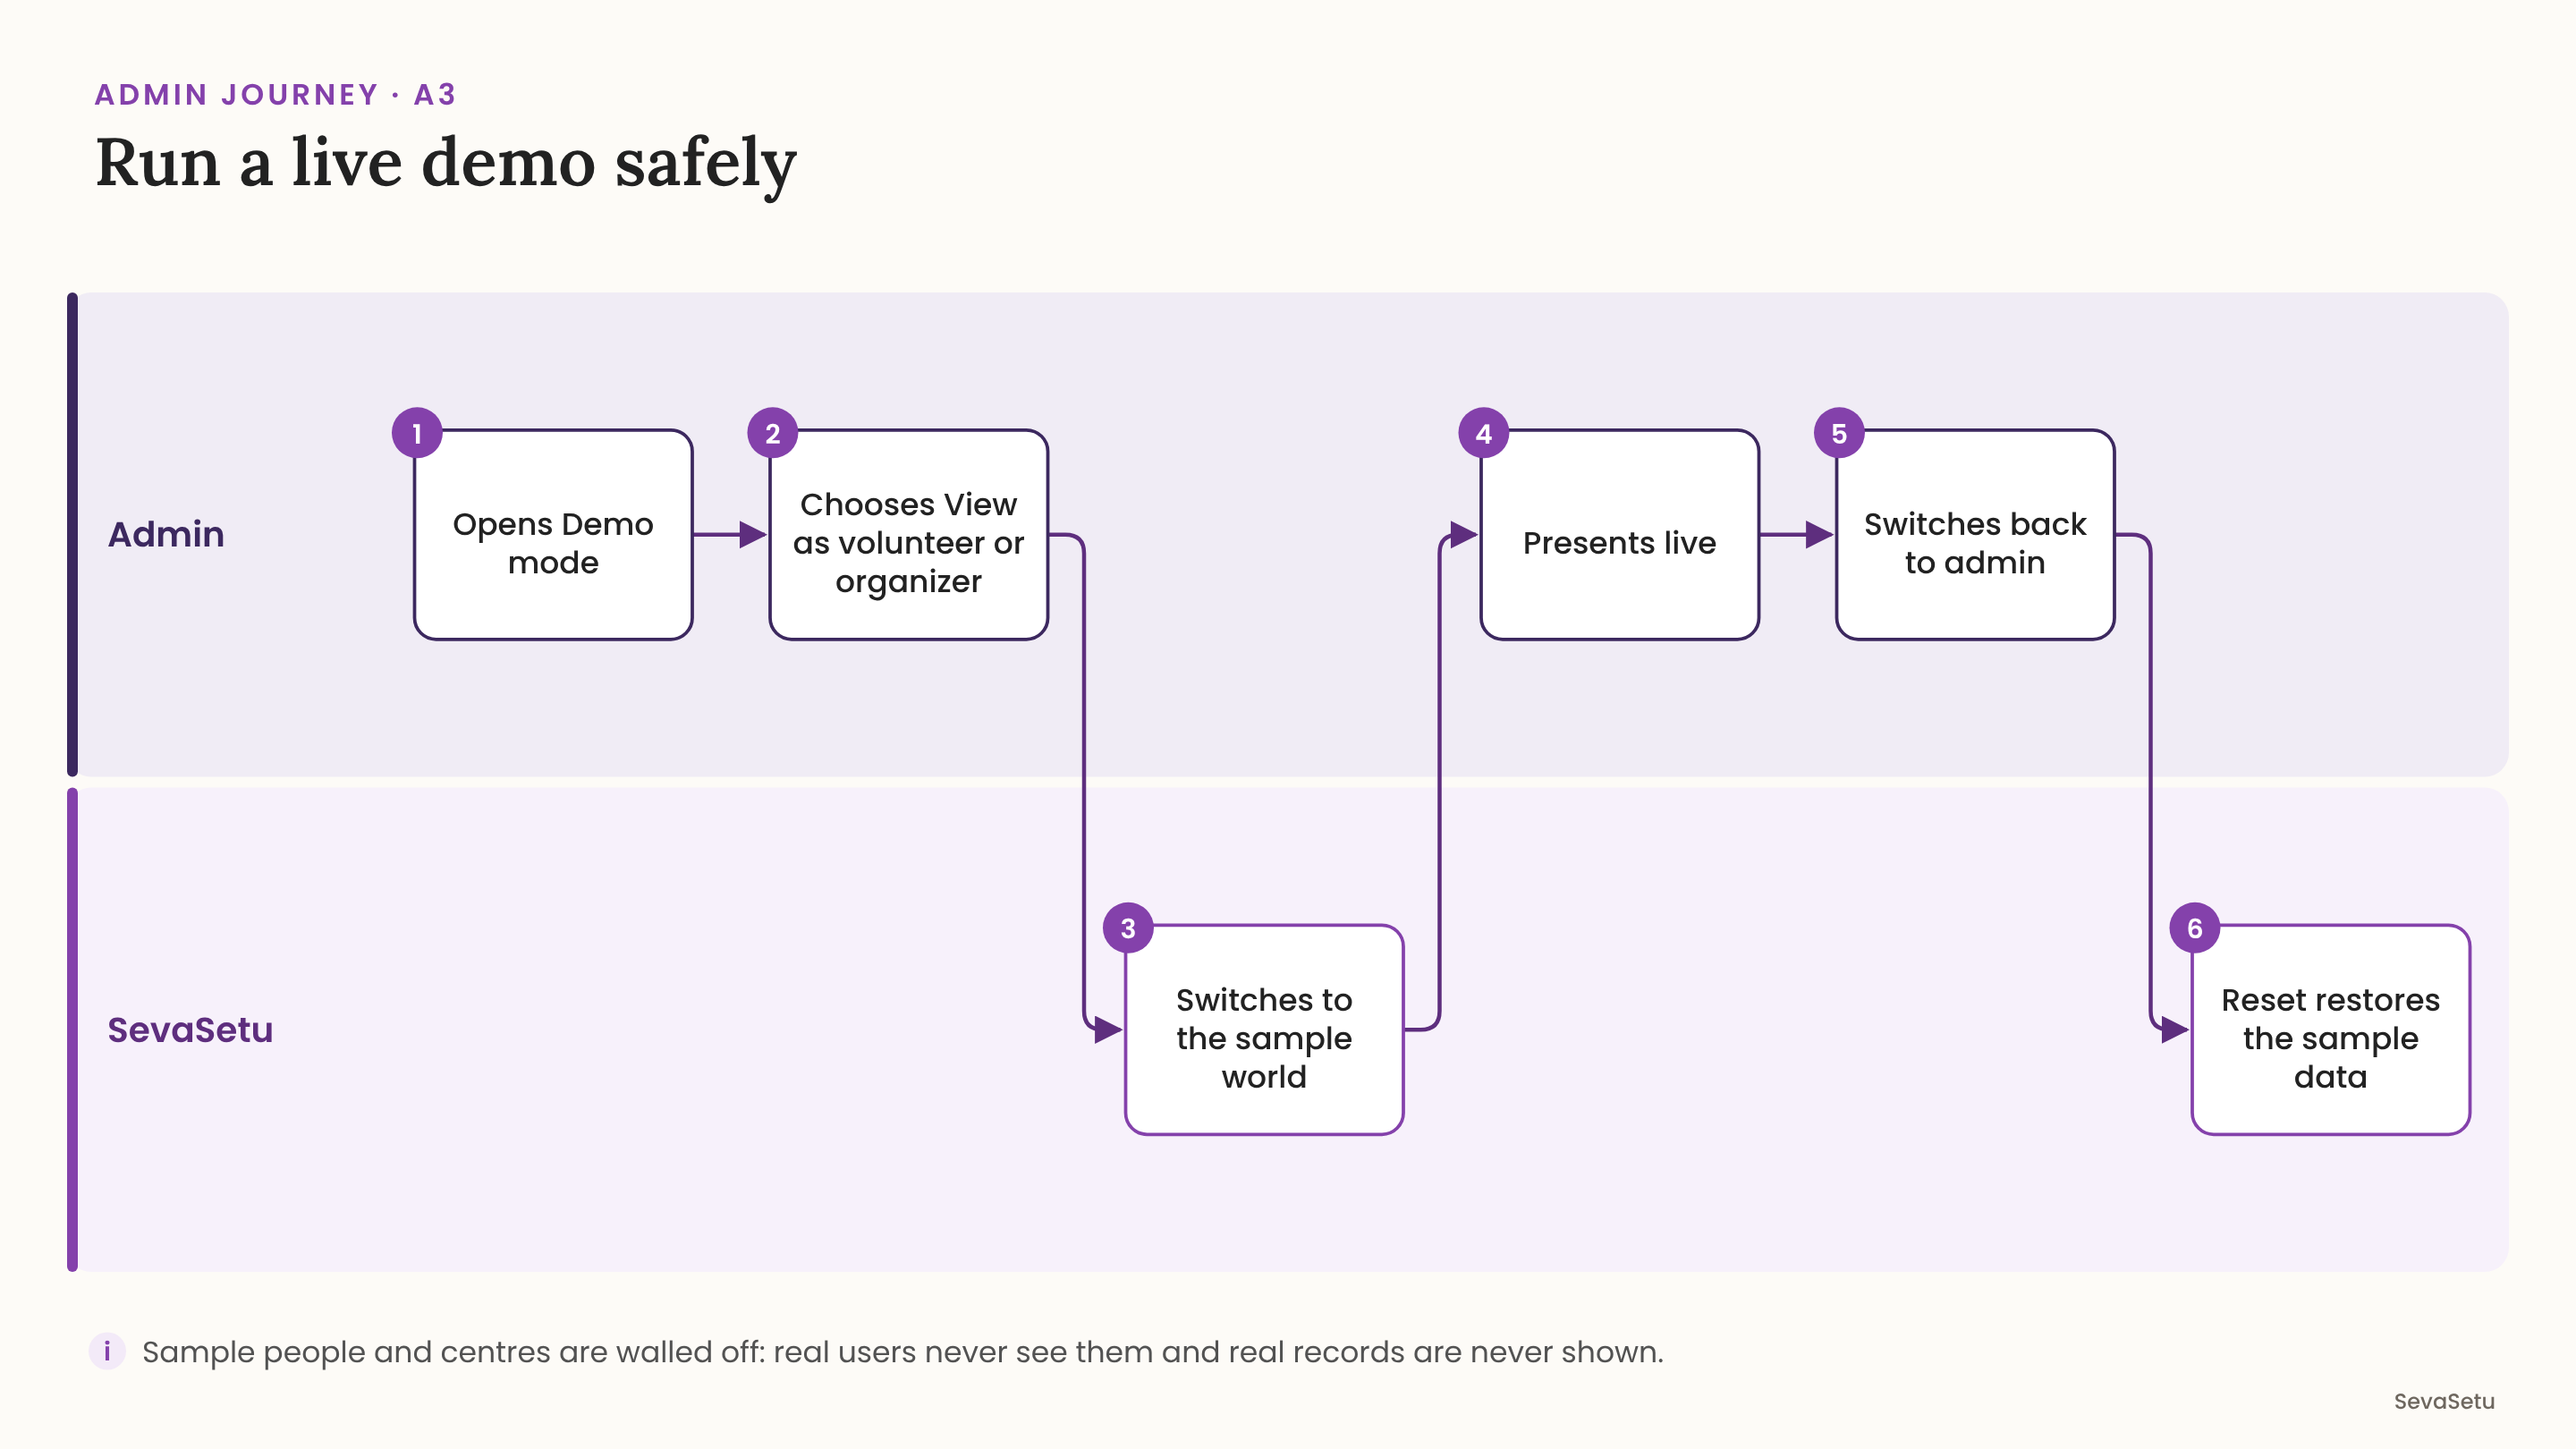 ADMIN JOURNEY · A3
Run a live demo safely
Admin
1
Opens Demo
mode
2
Chooses View
as volunteer or
organizer
4
Presents live
5
Switches back
to admin
SevaSetu
3
Switches to
the sample
world
6
Reset restores
the sample
data
i
Sample people and centres are walled off: real users never see them and real records are never shown.
SevaSetu